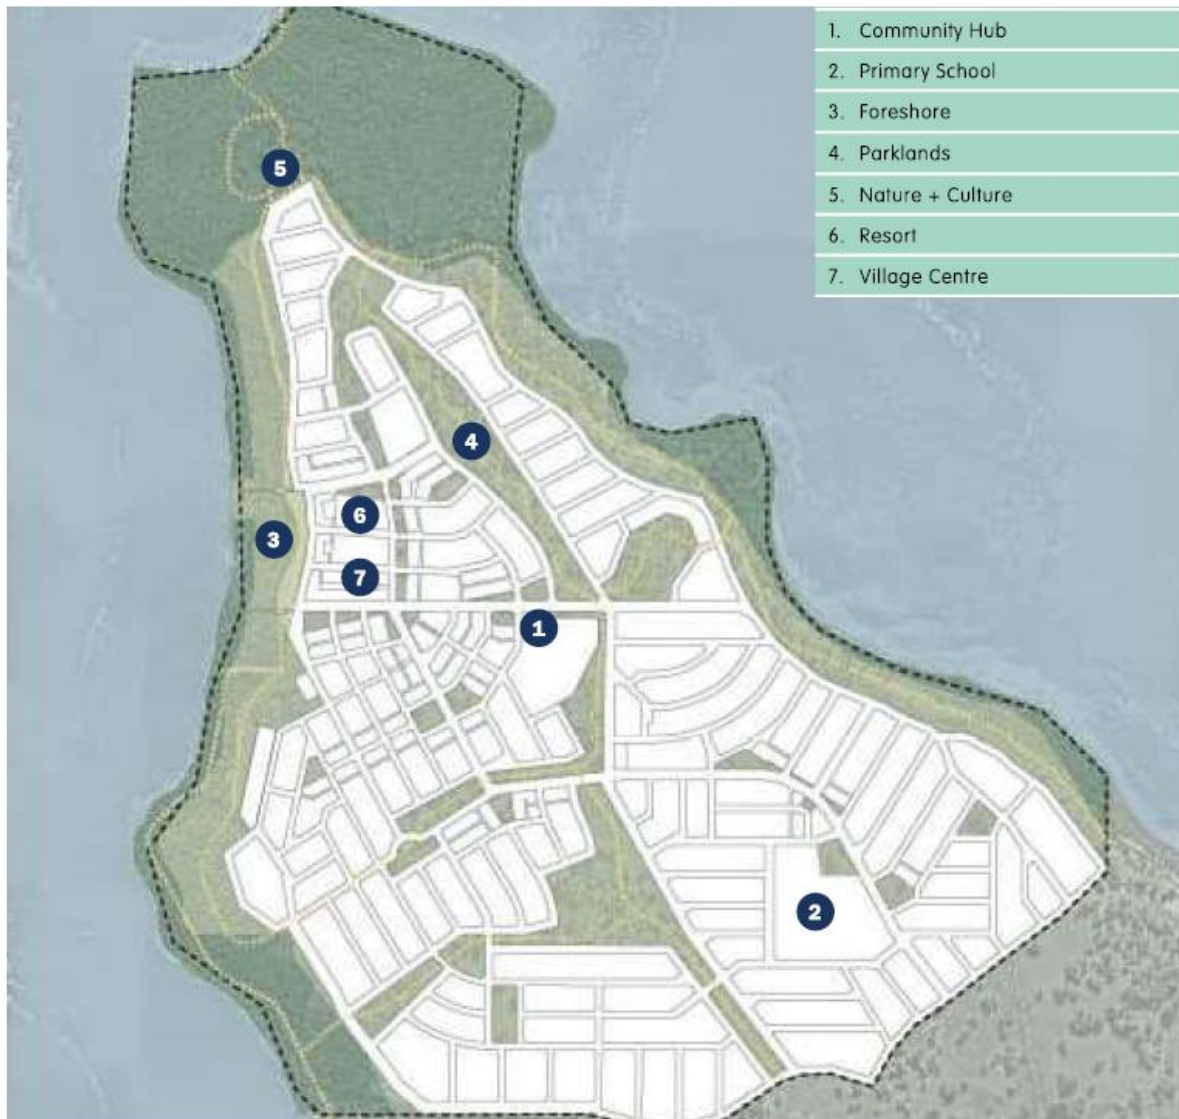 1. Community Hub
2. Primary School
3. Foreshore
4. Parklands
5. Nature + Culture
6. Resort
7. Village Centre
5
4
6
3
7
1
2